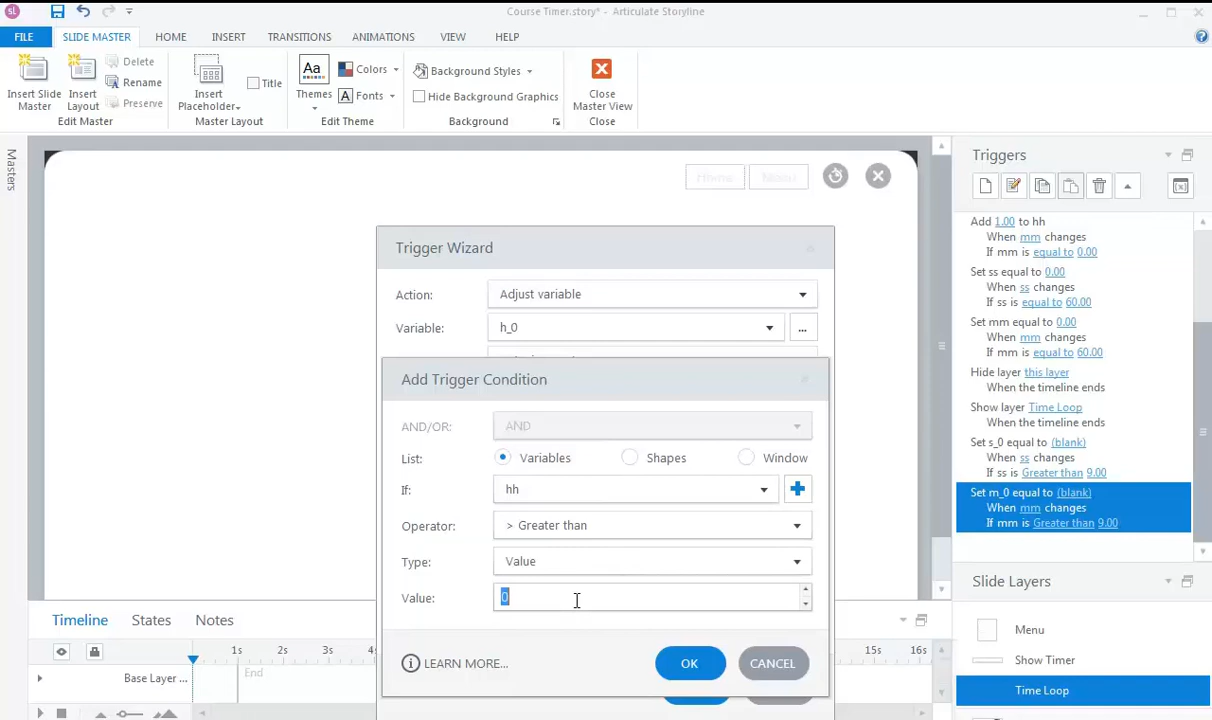 sl
Course Timer.story* - Articulate Storyline
FILE SLIDE MASTER HOME INSERT TRANSITIONS ANIMATIONS VIEW HELP
Insert Slide Master
Insert Layout
Delete
Rename
Preserve
Edit Master
Insert Placeholder
Title
Master Layout
Aa
Themes
Colors
A Fonts
Edit Theme
Background Styles
Hide Background Graphics
Background
Close Master View
Close
Masters
Home Menu
Trigger Wizard
Action: Adjust variable
Variable: h_0 ...
Add Trigger Condition
AND/OR: AND
List: Variables Shapes Window
If: hh
Operator: > Greater than
Type: Value
Value: 0
LEARN MORE... OK CANCEL
Triggers
Add 1.00 to hh
When mm changes
If mm is equal to 0.00
Set ss equal to 0.00
When ss changes
If ss is equal to 60.00
Set mm equal to 0.00
When mm changes
If mm is equal to 60.00
Hide layer this layer
When the timeline ends
Show layer Time Loop
When the timeline ends
Set s_0 equal to (blank)
When ss changes
If ss is Greater than 9.00
Set m_0 equal to (blank)
When mm changes
If mm is Greater than 9.00
Slide Layers
Menu
Show Timer
Time Loop
Timeline States Notes
1s 2s 3s 4s 15s 16s
Base Layer ... End